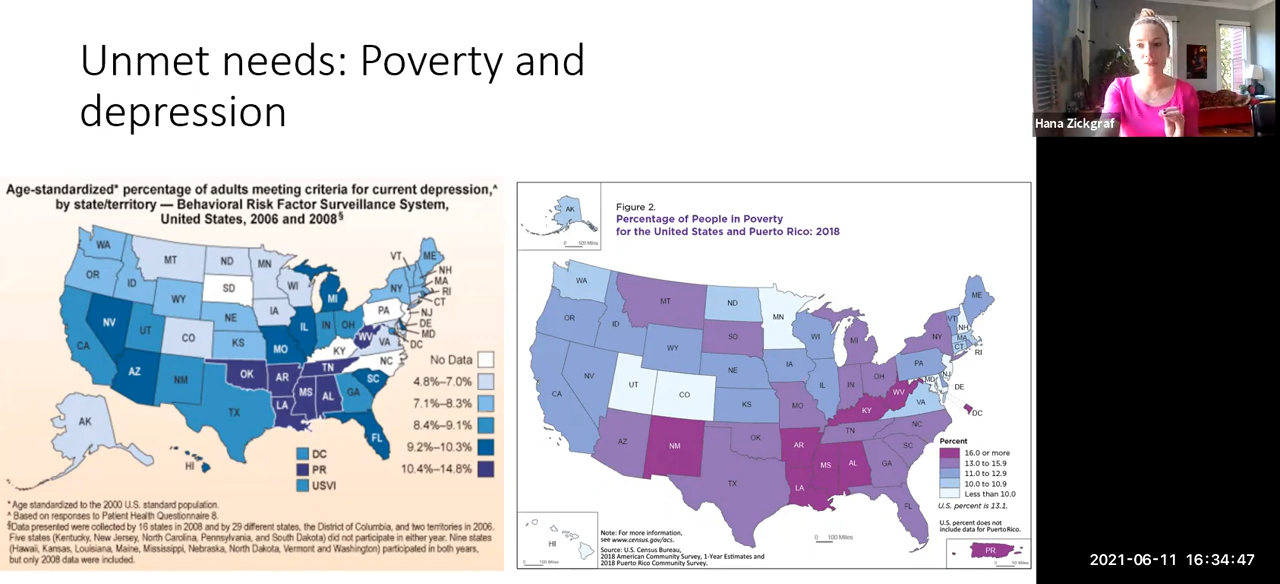 Unmet needs: Poverty and
depression
Hana Zickgraf
Age-standardized* percentage of adults meeting criteria for current depression,^
by state/territory — Behavioral Risk Factor Surveillance System,
United States, 2006 and 2008§
WA
OR
CA
NV
ID
MT
WY
UT
AZ
CO
NM
ND
SD
NE
KS
OK
TX
MN
IA
MO
AR
LA
WI
IL
MI
IN
OH
KY
TN
MS
AL
GA
FL
SC
NC
VA
WV
PA
NY
VT
ME
NH
MA
RI
CT
NJ
DE
MD
DC
AK
HI
No Data
4.8%–7.0%
7.1%–8.3%
8.4%–9.1%
9.2%–10.3%
10.4%–14.8%
DC
PR
USVI
*Age standardized to the 2000 U.S. standard population.
^ Based on responses to Patient Health Questionnaire 8.
§Data presented were collected by 16 states in 2008 and by 29 different states, the District of Columbia, and two territories in 2006.
Five states (Kentucky, New Jersey, North Carolina, Pennsylvania, and South Dakota) did not participate in either year. Nine states
(Hawaii, Kansas, Louisiana, Maine, Mississippi, Nebraska, North Dakota, Vermont and Washington) participated in both years,
but only 2008 data were included.
AK
0 500 Miles
Figure 2.
Percentage of People in Poverty
for the United States and Puerto Rico: 2018
WA
OR
CA
NV
ID
MT
WY
UT
AZ
CO
NM
ND
SD
NE
KS
OK
TX
MN
IA
MO
AR
LA
WI
IL
MI
IN
OH
KY
TN
MS
AL
GA
FL
SC
NC
VA
WV
PA
NY
VT
ME
NH
MA
CT
RI
NJ
DE
MD
DC
Percent
16.0 or more
13.0 to 15.9
11.0 to 12.9
10.0 to 10.9
Less than 10.0
U.S. percent is 13.1.
U.S. percent does not
include data for Puerto Rico.
HI
0 100 Miles
Note: For more information,
see www.census.gov/acs.
Source: U.S. Census Bureau,
2018 American Community Survey, 1-Year Estimates and
2018 Puerto Rico Community Survey.
0 100 Miles
PR
0 50 Miles
2021-06-11 16:34:47